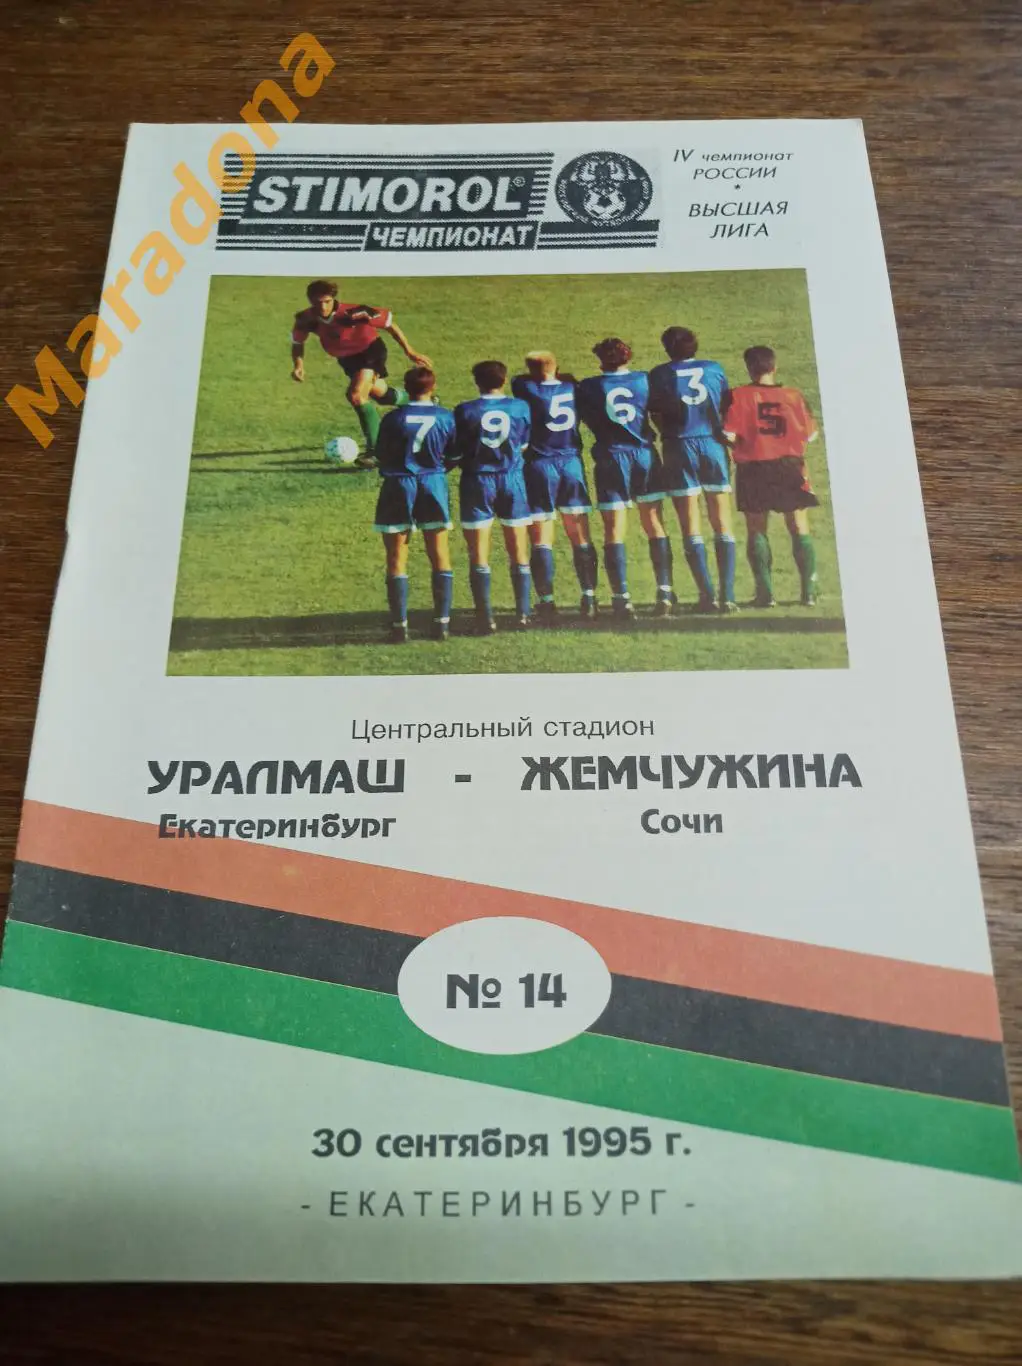 Maradona
STIMOROL®
ЧЕМПИОНАТ
IV чемпионат
РОССИИ
*
ВЫСШАЯ
ЛИГА
7 9 5 6 3 5
Центральный стадион
УРАЛМАШ - ЖЕМЧУЖИНА
Екатеринбург Сочи
№ 14
30 сентября 1995 г.
- ЕКАТЕРИНБУРГ -